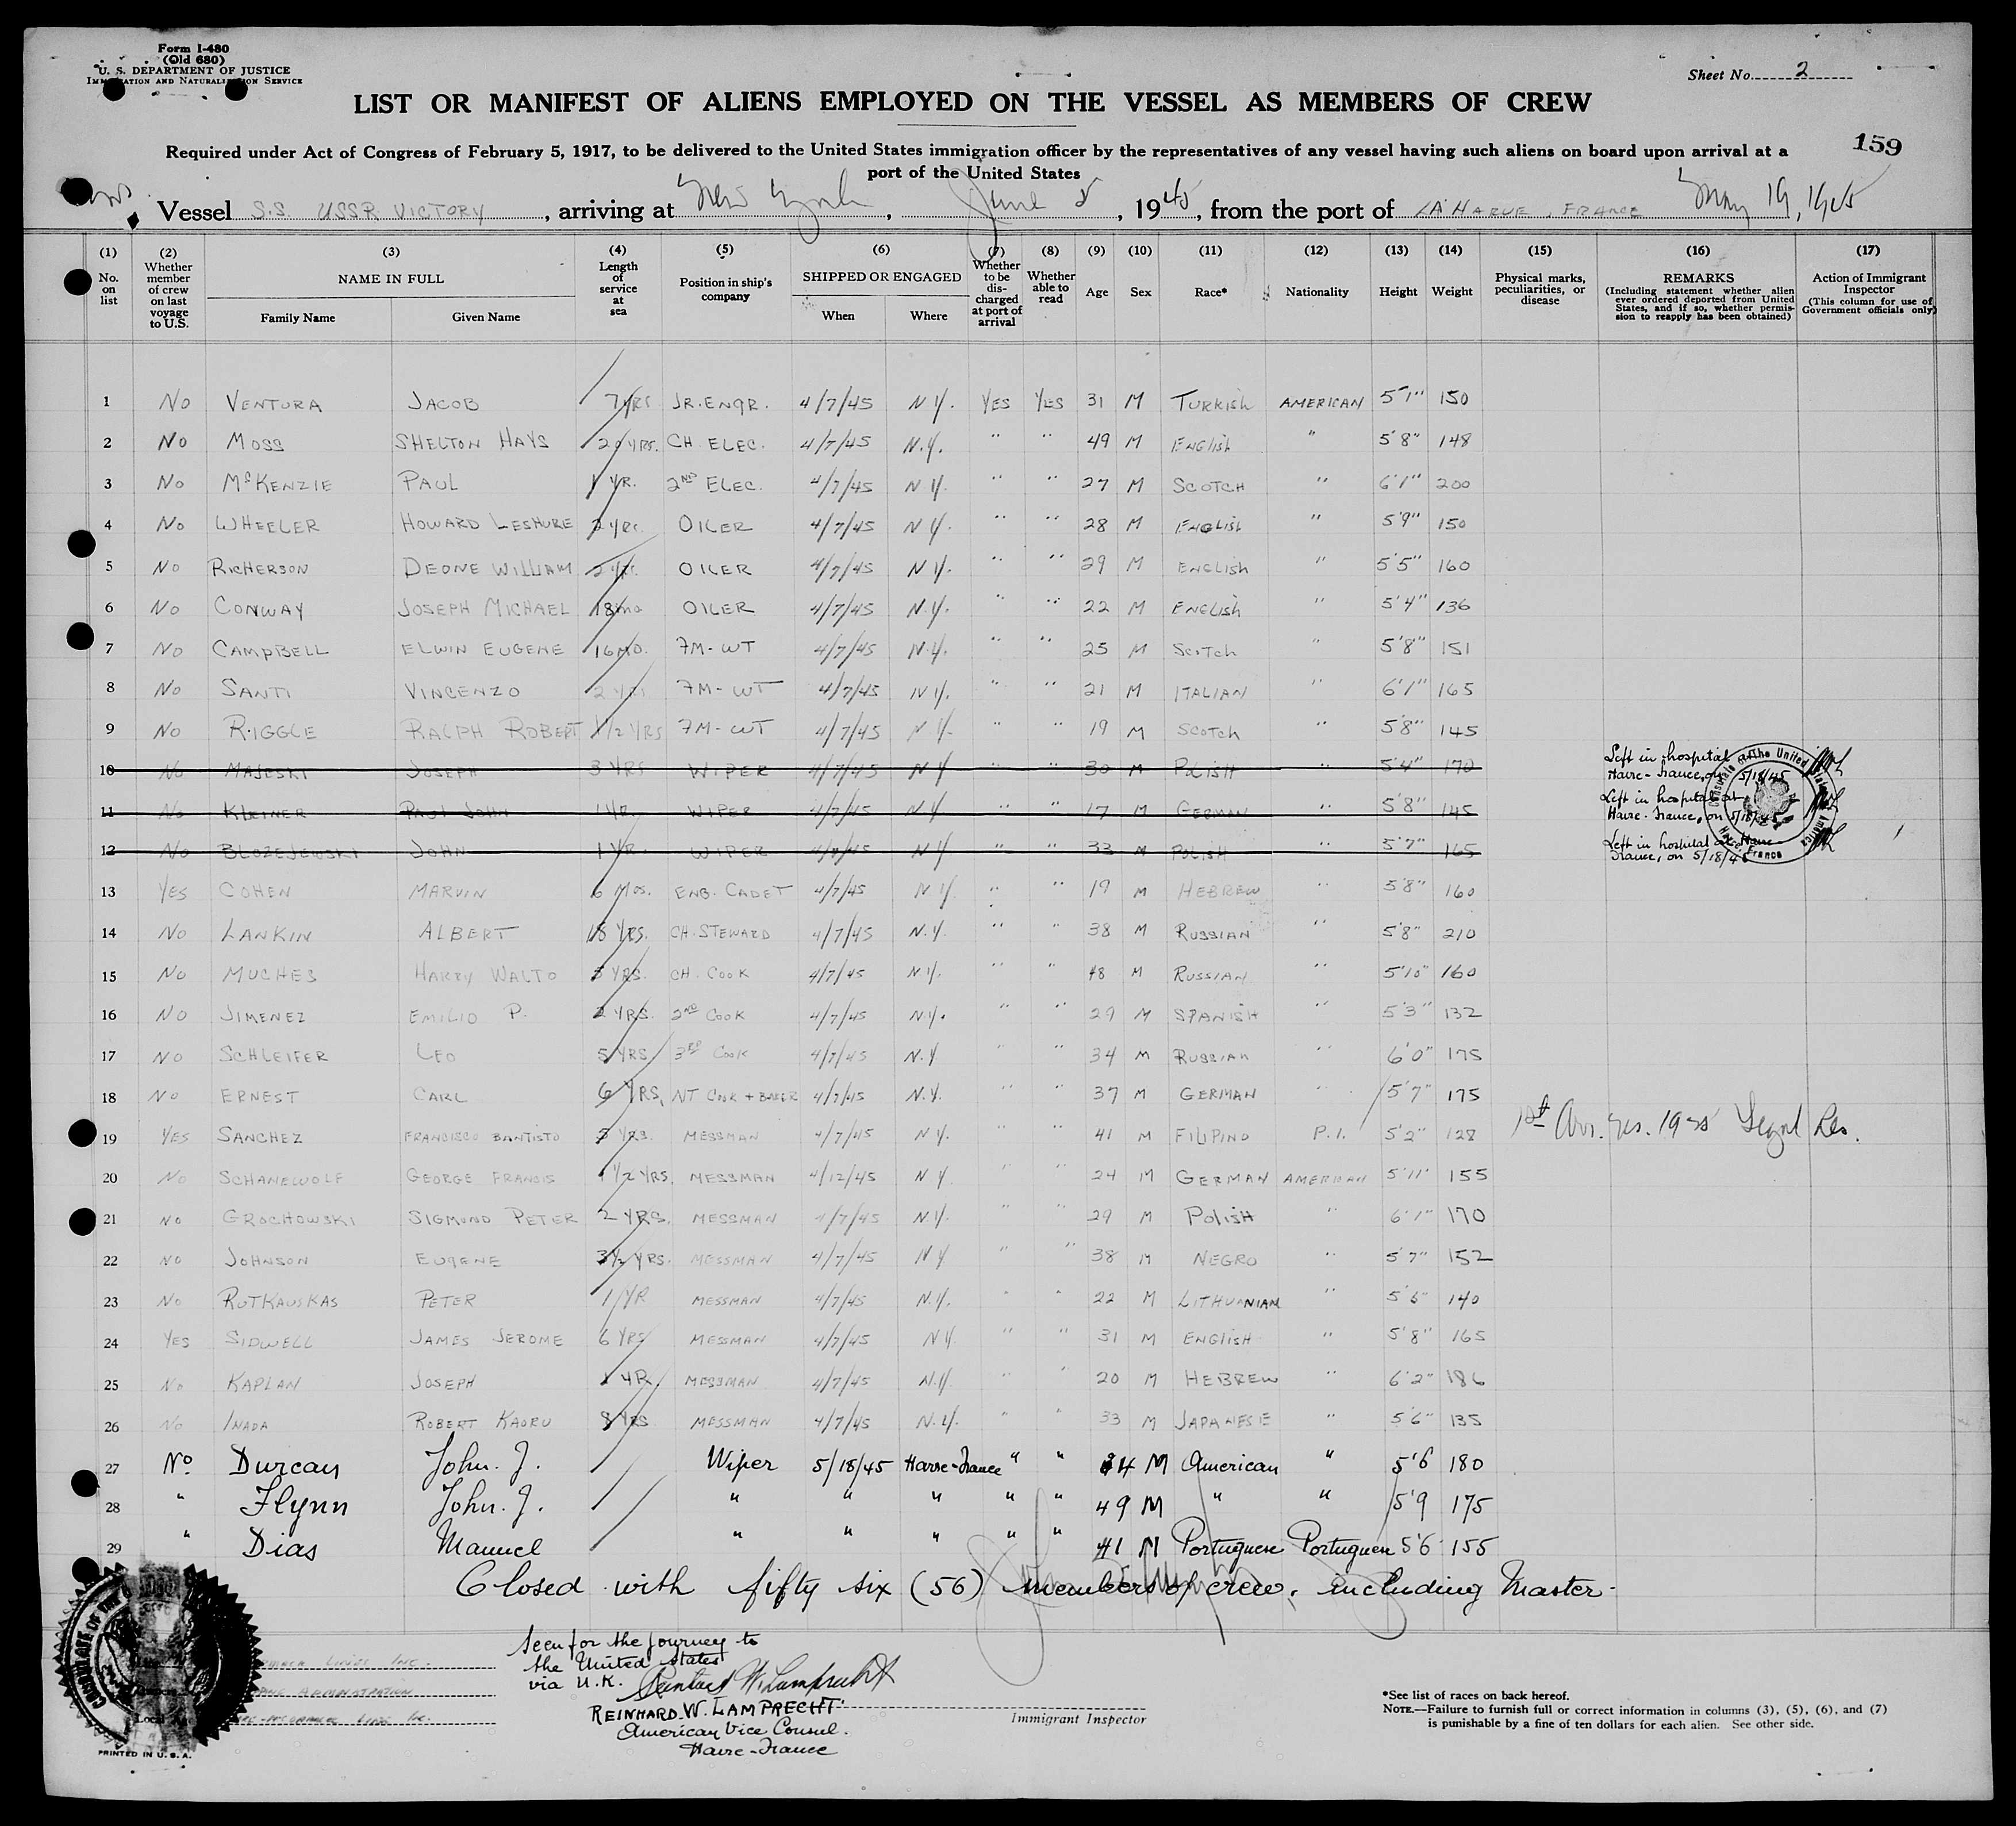 Form I-480
(Old 680)
U. S. DEPARTMENT OF JUSTICE
IMMIGRATION AND NATURALIZATION SERVICE
Sheet No. 2
LIST OR MANIFEST OF ALIENS EMPLOYED ON THE VESSEL AS MEMBERS OF CREW
159
Required under Act of Congress of February 5, 1917, to be delivered to the United States immigration officer by the representatives of any vessel having such aliens on board upon arrival at a
port of the United States
Vessel S.S. USSR VICTORY, arriving at New York, June 5, 1945, from the port of LA HARVE, FRANCE May 19, 1945
(1) (2) (3) (4) (5) (6) (7) (8) (9) (10) (11) (12) (13) (14) (15) (16) (17)
No. on list
Whether member of crew on last voyage to U.S.
NAME IN FULL
Family Name Given Name
Length of service at sea
Position in ship's company
SHIPPED OR ENGAGED
When Where
Whether to be discharged at port of arrival
Whether able to read
Age
Sex
Race*
Nationality
Height
Weight
Physical marks, peculiarities, or disease
REMARKS
(Including statement whether alien ever ordered deported from United States, and if so, whether permission to reapply has been obtained)
Action of Immigrant Inspector
(This column for use of Government officials only)
1 No VENTURA JACOB 7 YRS JR. ENGR. 4/7/45 N.Y. YES YES 31 M TURKISH AMERICAN 5'7" 150
2 No MOSS SHELTON HAYS YRS. CH. ELEC. 4/7/45 N.Y. " " 49 M ENGLISH " 5'8" 148
3 No McKENZIE PAUL 1 YR. 2ND ELEC. 4/7/45 N.Y. " " 27 M SCOTCH " 6'1" 200
4 No WHEELER HOWARD LESHURE 2 YRS. OILER 4/7/45 N.Y. " " 28 M ENGLISH " 5'9" 150
5 No RICHERSON DEONE WILLIAM 2 YRS. OILER 4/7/45 N.Y. " " 29 M ENGLISH " 5'5" 160
6 No CONWAY JOSEPH MICHAEL 18 mo OILER 4/7/45 N.Y. " " 22 M ENGLISH " 5'4" 136
7 No CAMPBELL ELWIN EUGENE 16 MO. FM-WT 4/7/45 N.Y. " " 25 M SCOTCH " 5'8" 151
8 No SANTI VINCENZO 2 YRS FM-WT 4/7/45 N.Y. " " 21 M ITALIAN " 6'1" 165
9 No RIGGLE RALPH ROBERT 1 1/2 YRS FM-WT 4/7/45 N.Y. " " 19 M SCOTCH " 5'8" 145
10 No MAJESKI JOSEPH 3 YRS WIPER 4/7/45 N.Y. " " 30 M POLISH " 5'4" 170 Left in hospital Havre-France, on 5/18/45
11 No KLEINER PAUL JOHN 1 YR. WIPER 4/7/45 N.Y. " " 17 M GERMAN " 5'8" 145 Left in hospital at Havre-France, on 5/18/45
12 No BLOZEJEWSKI JOHN 1 YR. WIPER N.Y. " " 33 M POLISH " 5'7" 165 Left in hospital at Havre France, on 5/18/45
13 YES COHEN MARVIN 6 Mos. ENG. CADET 4/7/45 N.Y. " " 19 M HEBREW " 5'8" 160
14 No LANKIN ALBERT 18 YRS. CH. STEWARD 4/7/45 N.Y. " " 38 M RUSSIAN " 5'8" 210
15 No MUCHES HARRY WALTO 5 YRS. CH. COOK 4/7/45 N.Y. " " 48 M RUSSIAN " 5'10" 160
16 No JIMENEZ EMILIO P. 2 YRS. 2ND COOK 4/7/45 N.Y. " " 29 M SPANISH " 5'3" 132
17 No SCHLEIFER LEO 5 YRS 3RD COOK 4/7/45 N.Y " " 34 M RUSSIAN " 6'0" 175
18 No ERNEST CARL 6 YRS. NT COOK + BAKER 4/7/45 N.Y. " " 37 M GERMAN " 5'7" 175
19 YES SANCHEZ FRANCISCO BANTISTO 5 YRS. MESSMAN 4/7/45 N.Y. " " 41 M FILIPINO P.I. 5'2" 128 1st Arr. Legal Res.
20 No SCHANEWOLF GEORGE FRANCIS 1 1/2 YRS. MESSMAN 4/12/45 N.Y. " " 24 M GERMAN AMERICAN 5'11" 155
21 No GROCHOWSKI SIGMUND PETER 2 YRS. MESSMAN 4/7/45 N.Y. " " 29 M POLISH " 6'1" 170
22 No JOHNSON EUGENE 3 1/2 YRS. MESSMAN 4/7/45 N.Y " " 38 M NEGRO " 5'7" 152
23 No RUTKAUSKAS PETER 1 YR MESSMAN 4/7/45 N.Y. " " 22 M LITHUANIAN " 5'6" 140
24 YES SIDWELL JAMES JEROME 6 YRS MESSMAN 4/7/45 N.Y. " " 31 M ENGLISH " 5'8" 165
25 No KAPLAN JOSEPH 1 YR. MESSMAN 4/7/45 N.Y. " " 20 M HEBREW " 6'2" 186
26 No INADA ROBERT KAORU 8 YRS. MESSMAN 4/7/45 N.Y. " " 33 M JAPANESE " 5'6" 135
27 No. Duncan John. J. Wiper 5/18/45 Havre-France " " M American " 5'6 180
28 " Flynn John. J. " " " " " 49 M " " 5'9 175
29 " Dias Manuel " " " " " 41 M Portuguese Portuguese 5'6 155
Closed with fifty six (56) members of crew, including Master.
Seen for the journey to
the United States
via U.K. Reinhard W. Lamprecht
REINHARD W. LAMPRECHT
American Vice Consul.
Havre-France
Immigrant Inspector
*See list of races on back hereof.
NOTE.—Failure to furnish full or correct information in columns (3), (5), (6), and (7)
is punishable by a fine of ten dollars for each alien. See other side.
PRINTED IN U. S. A.